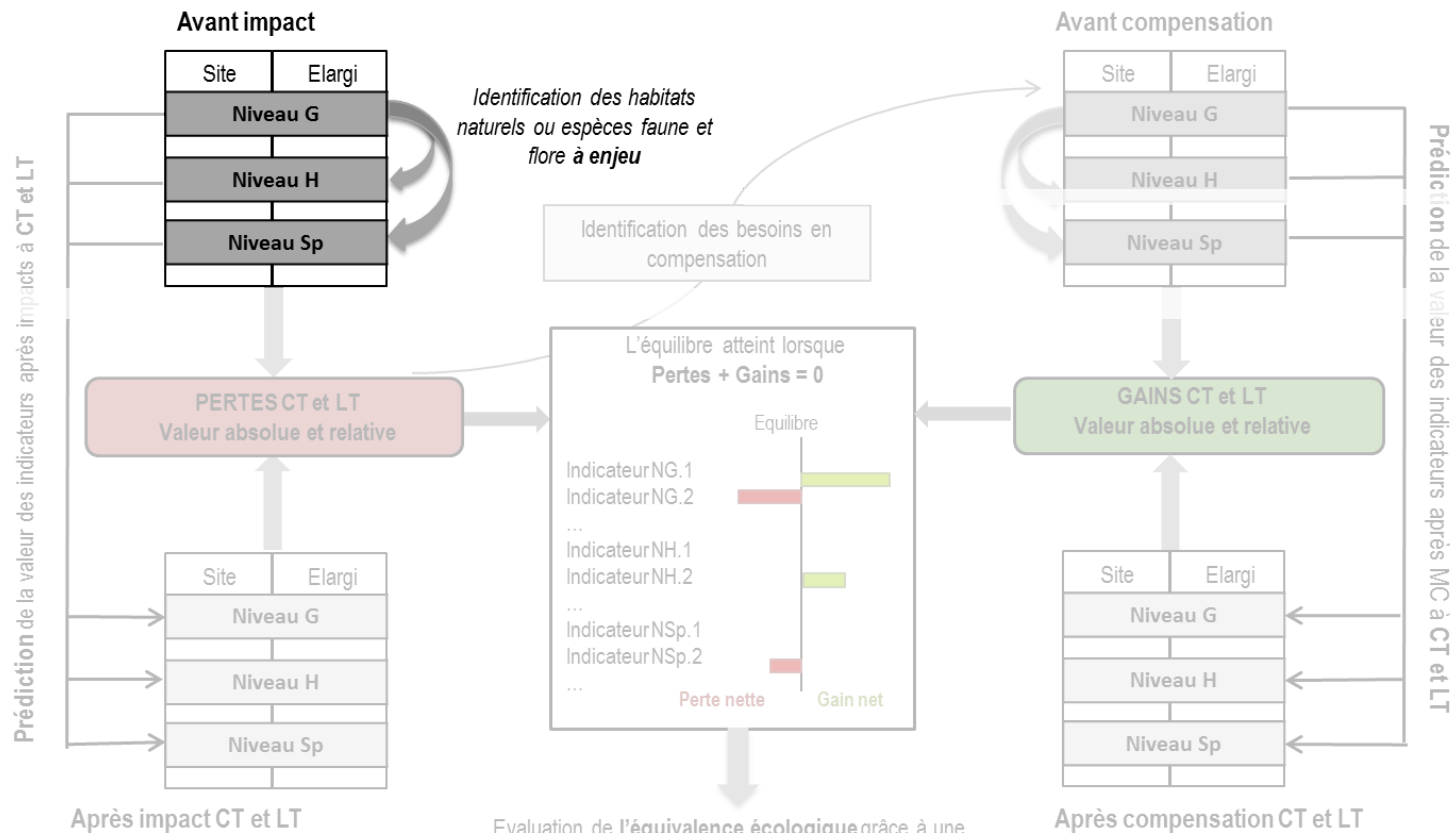 Avant impact
Avant compensation
Site Elargi
Niveau G
Niveau H
Niveau Sp
Identification des habitats
naturels ou espèces faune et
flore à enjeu
Site Elargi
Niveau G
Niveau H
Niveau Sp
Prédiction de la valeur des indicateurs après impacts à CT et LT
Prédiction de la valeur des indicateurs après MC à CT et LT
Identification des besoins en
compensation
PERTES CT et LT
Valeur absolue et relative
L'équilibre atteint lorsque
Pertes + Gains = 0
Equilibre
Indicateur NG.1
Indicateur NG.2
...
Indicateur NH.1
Indicateur NH.2
...
Indicateur NSp.1
Indicateur NSp.2
...
Perte nette Gain net
GAINS CT et LT
Valeur absolue et relative
Site Elargi
Niveau G
Niveau H
Niveau Sp
Site Elargi
Niveau G
Niveau H
Niveau Sp
Après impact CT et LT
Après compensation CT et LT
Evaluation de l'équivalence écologique grâce à une